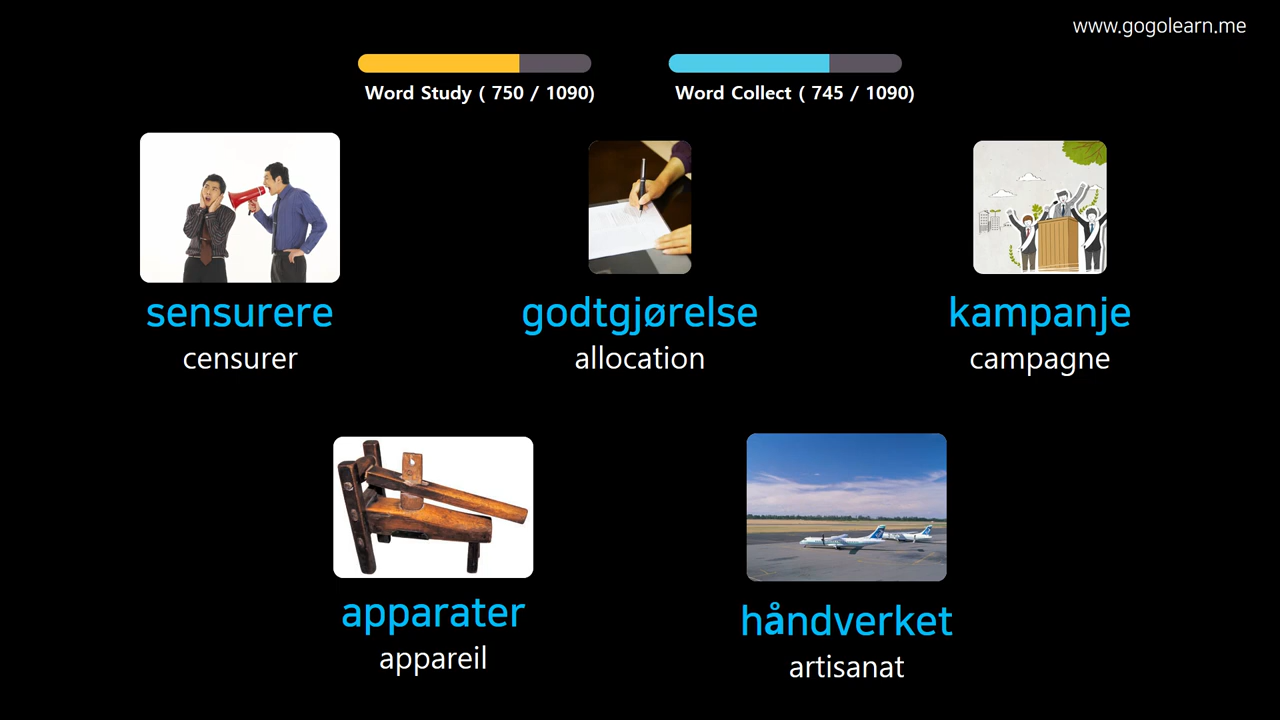 www.gogolearn.me
Word Study ( 750 / 1090)
Word Collect ( 745 / 1090)
sensurere
censurer
godtgjørelse
allocation
kampanje
campagne
apparater
appareil
håndverket
artisanat